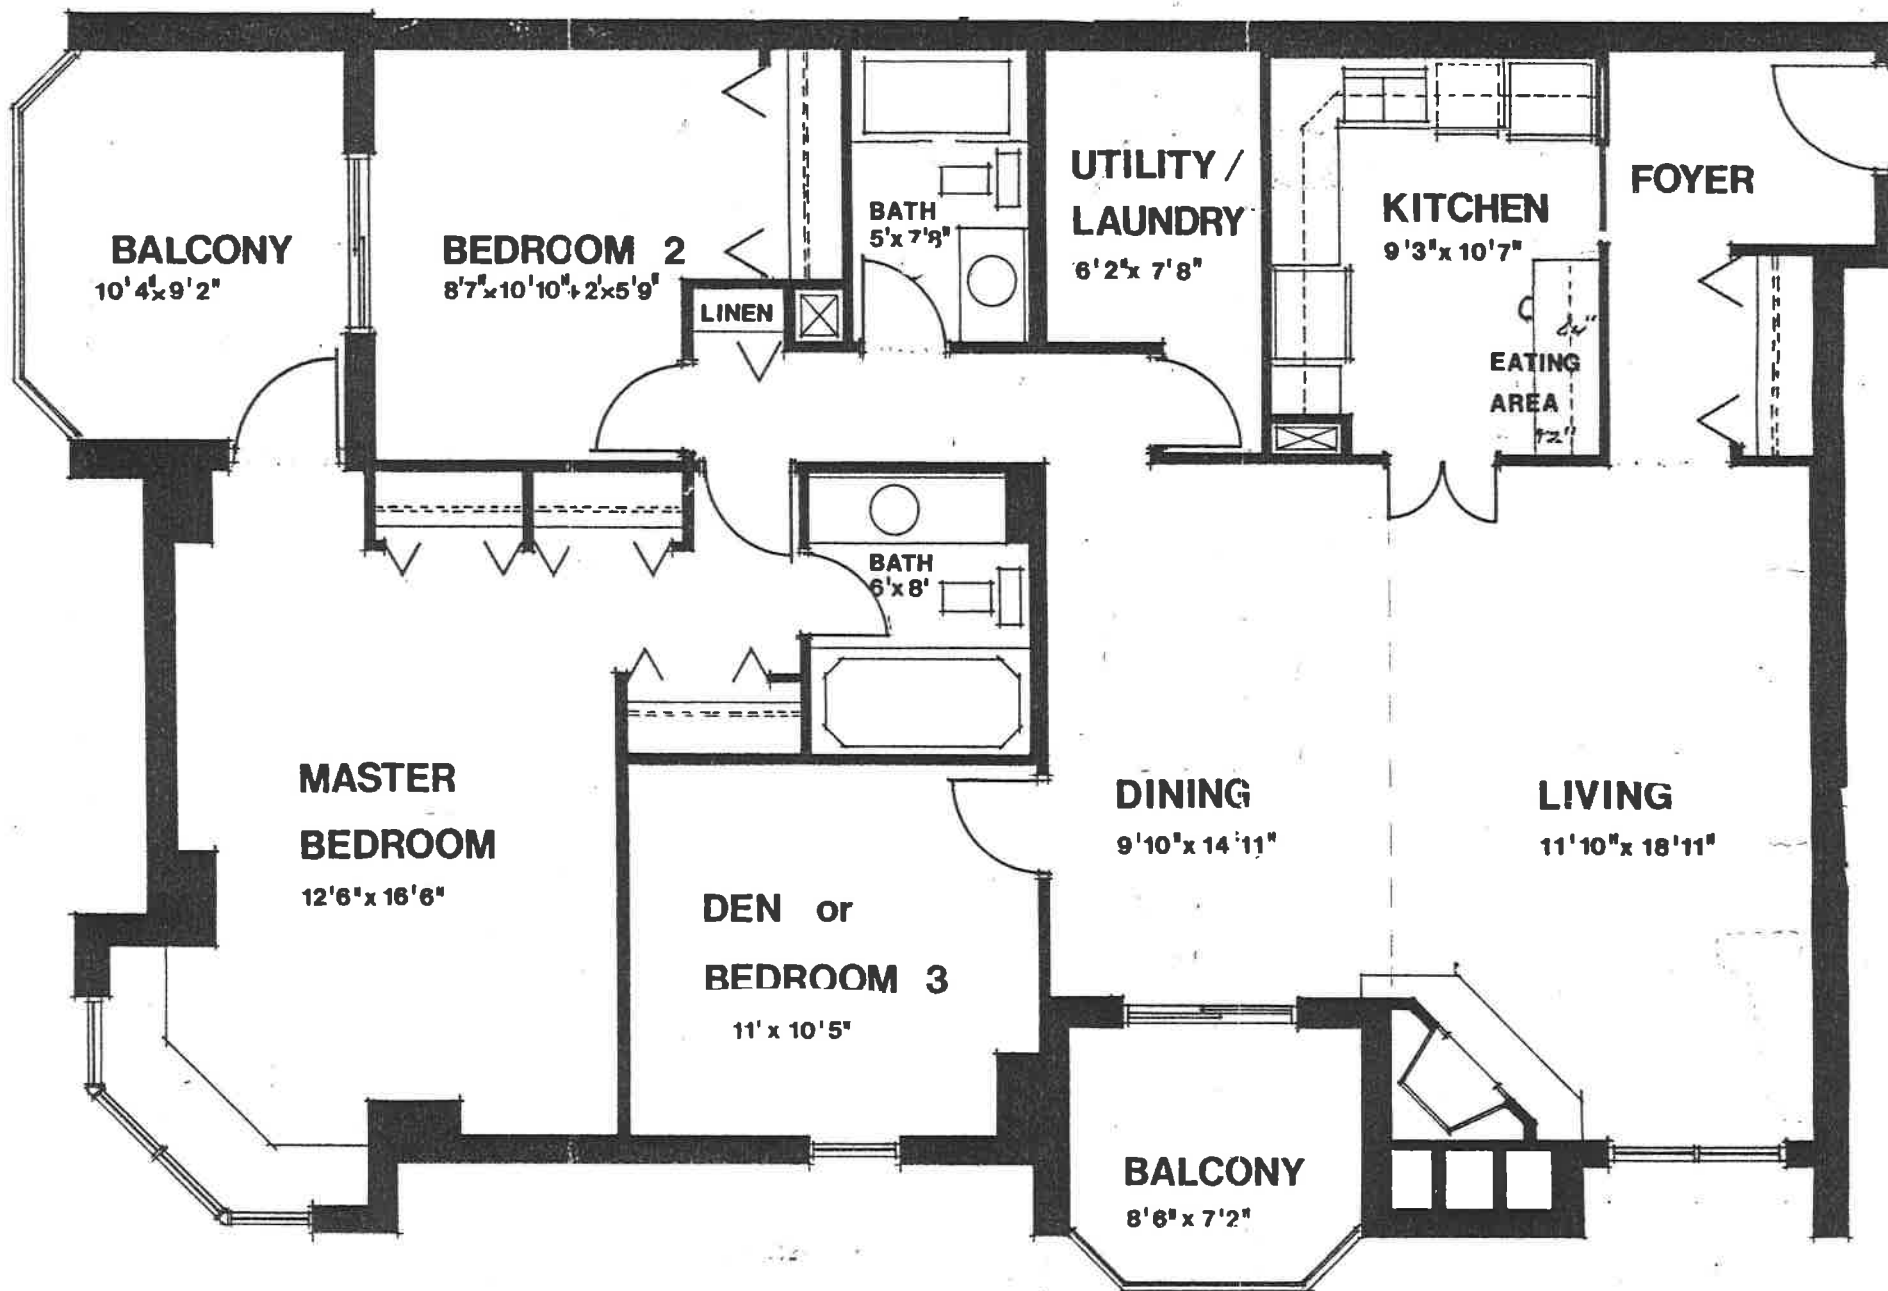 BALCONY
10'4"x9'2"
BEDROOM 2
8'7"x10'10"+2'x5'9"
LINEN
BATH
5'x7'8"
UTILITY /
LAUNDRY
6'2"x 7'8"
KITCHEN
9'3"x 10'7"
EATING
AREA
FOYER
BATH
6'x8'
MASTER
BEDROOM
12'6"x 16'6"
DEN or
BEDROOM 3
11' x 10'5"
DINING
9'10"x 14'11"
LIVING
11'10"x 18'11"
BALCONY
8'6"x 7'2"